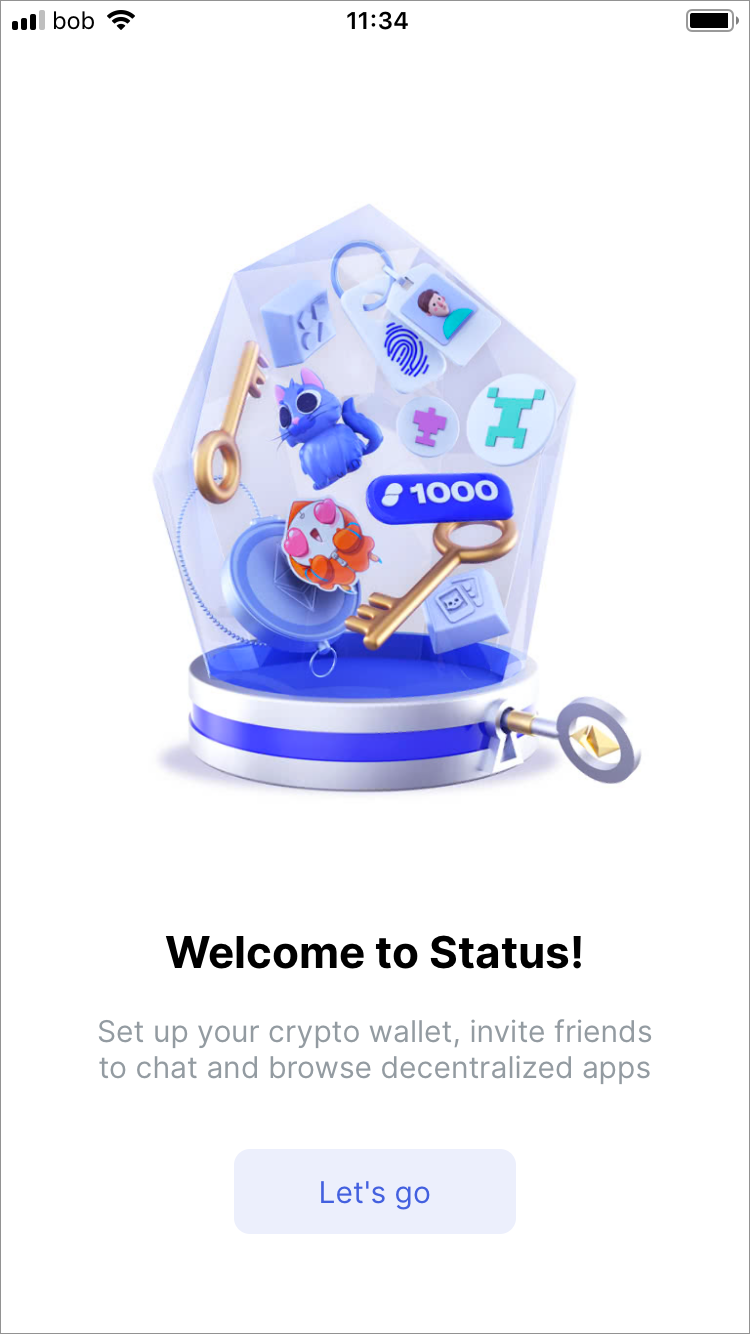 bob 11:34
1000
Welcome to Status!
Set up your crypto wallet, invite friends
to chat and browse decentralized apps
Let's go